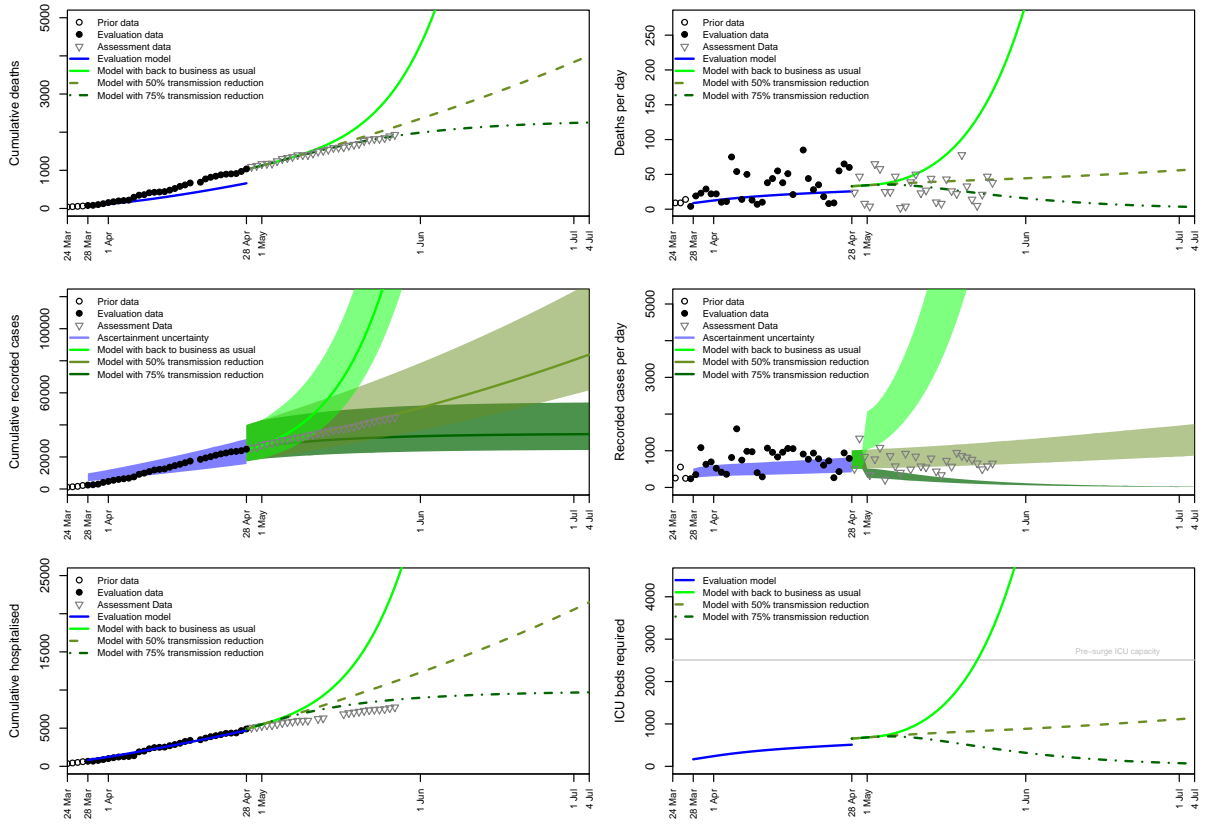 Cumulative deaths
5000
3000
1000
0
Prior data
Evaluation data
Assessment Data
Evaluation model
Model with back to business as usual
Model with 50% transmission reduction
Model with 75% transmission reduction
24 Mar
28 Mar
1 Apr
28 Apr
1 May
1 Jun
1 Jul
4 Jul
Deaths per day
250
200
150
100
50
0
Prior data
Evaluation data
Assessment Data
Evaluation model
Model with back to business as usual
Model with 50% transmission reduction
Model with 75% transmission reduction
24 Mar
28 Mar
1 Apr
28 Apr
1 May
1 Jun
1 Jul
4 Jul
Cumulative recorded cases
100000
60000
20000
0
Prior data
Evaluation data
Assessment Data
Ascertainment uncertainty
Model with back to business as usual
Model with 50% transmission reduction
Model with 75% transmission reduction
24 Mar
28 Mar
1 Apr
28 Apr
1 May
1 Jun
1 Jul
4 Jul
Recorded cases per day
5000
3000
1000
0
Prior data
Evaluation data
Assessment Data
Ascertainment uncertainty
Model with back to business as usual
Model with 50% transmission reduction
Model with 75% transmission reduction
24 Mar
28 Mar
1 Apr
28 Apr
1 May
1 Jun
1 Jul
4 Jul
Cumulative hospitalised
25000
15000
5000
0
Prior data
Evaluation data
Assessment Data
Evaluation model
Model with back to business as usual
Model with 50% transmission reduction
Model with 75% transmission reduction
24 Mar
28 Mar
1 Apr
28 Apr
1 May
1 Jun
1 Jul
4 Jul
ICU beds required
4000
3000
2000
1000
0
Evaluation model
Model with back to business as usual
Model with 50% transmission reduction
Model with 75% transmission reduction
Pre−surge ICU capacity
24 Mar
28 Mar
1 Apr
28 Apr
1 May
1 Jun
1 Jul
4 Jul